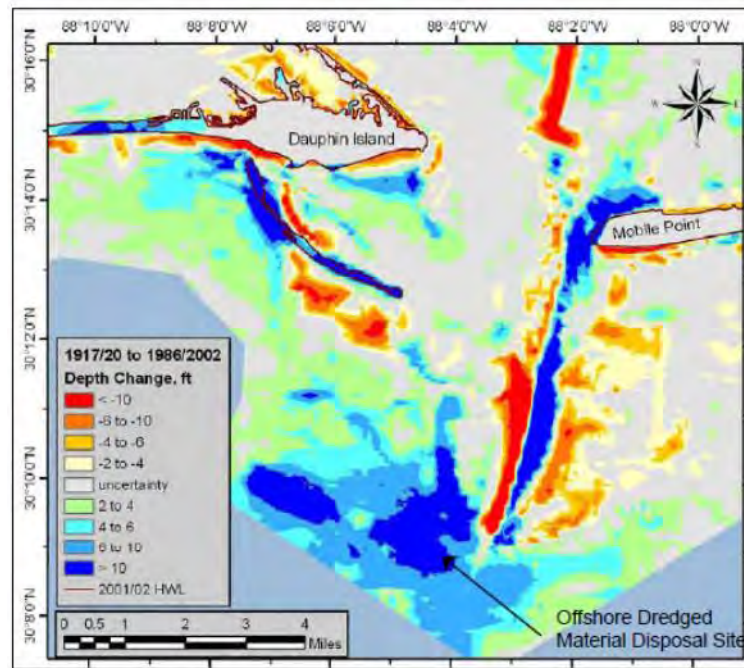 88°10'0"W 88°8'0"W 88°6'0"W 88°4'0"W 88°2'0"W 88°0'0"W
30°16'0"N
30°14'0"N
30°12'0"N
30°10'0"N
30°8'0"N
N
W E
S
Dauphin Island
Mobile Point
1917/20 to 1986/2002
Depth Change, ft
< -10
-6 to -10
-4 to -6
-2 to -4
uncertainty
2 to 4
4 to 6
6 to 10
> 10
2001/02 HWL
0 0.5 1 2 3 4
Miles
Offshore Dredged
Material Disposal Site